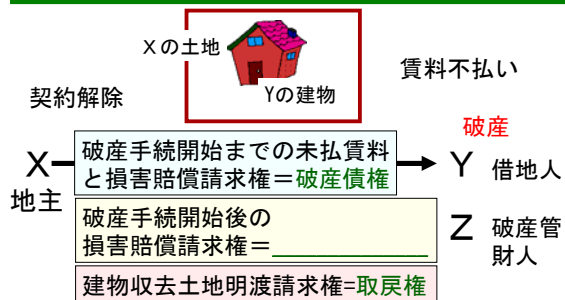 Xの土地
Yの建物
賃料不払い
契約解除
破産
X
地主
破産手続開始までの未払賃料
と損害賠償請求権＝破産債権
Y 借地人
破産手続開始後の
損害賠償請求権＝＿＿＿＿＿＿＿
Z 破産管
財人
建物収去土地明渡請求権=取戻権